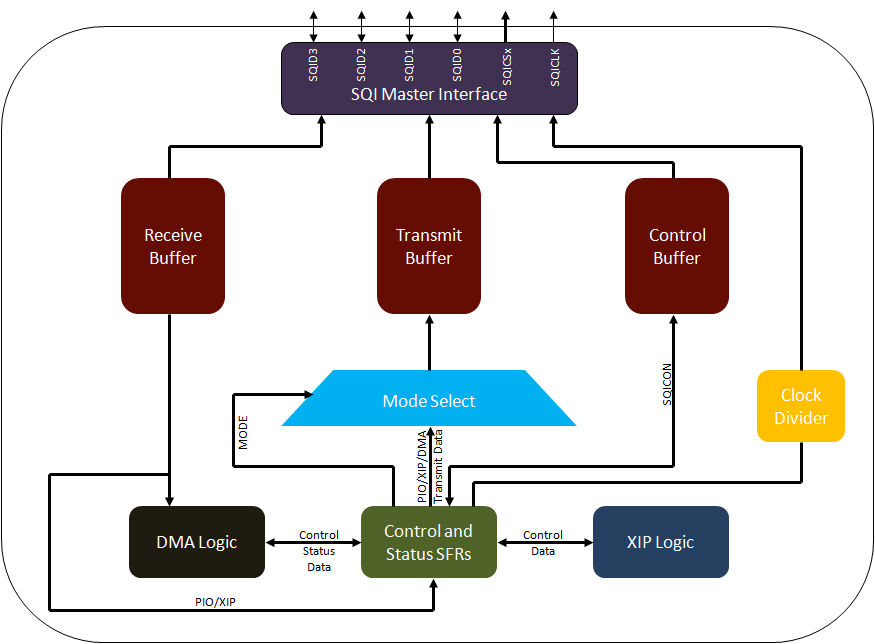 SQID3
SQID2
SQID1
SQID0
SQICSx
SQICLK
SQI Master Interface
Receive
Buffer
Transmit
Buffer
Control
Buffer
SQICON
Clock
Divider
Mode Select
MODE
PIO/XIP/DMA
Transmit Data
DMA Logic
Control
Status
Data
Control and
Status SFRs
Control
Data
XIP Logic
PIO/XIP